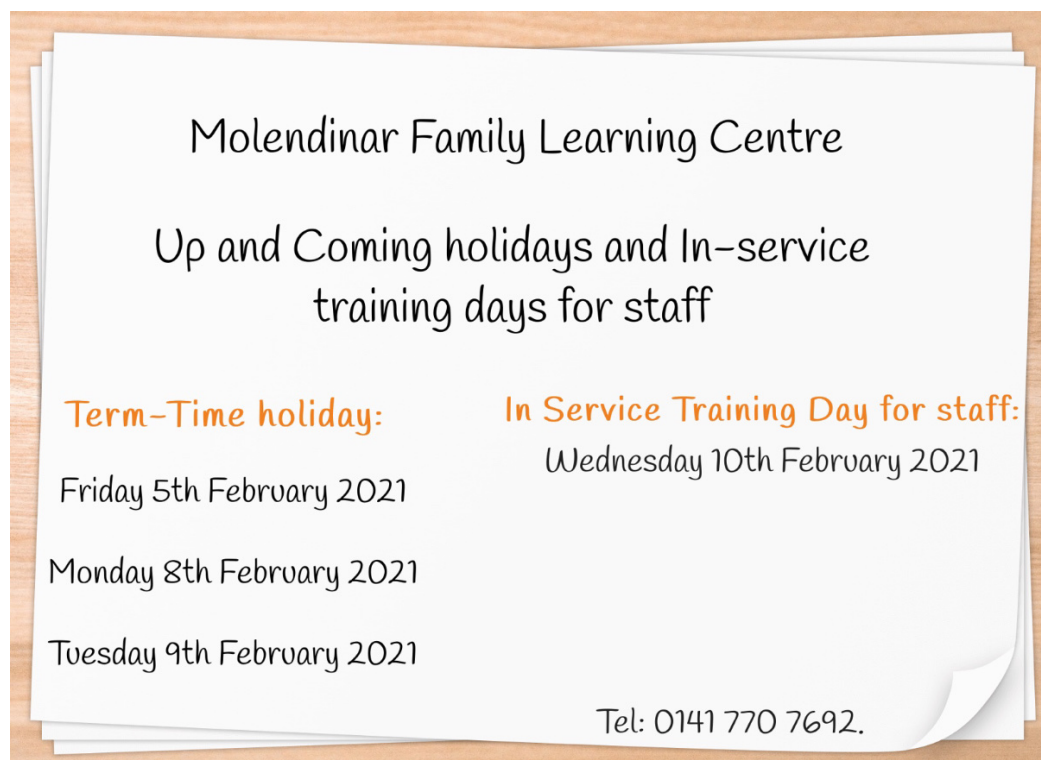 Molendinar Family Learning Centre
Up and Coming holidays and In-service
training days for staff
Term-Time holiday:
Friday 5th February 2021
Monday 8th February 2021
Tuesday 9th February 2021
In Service Training Day for staff:
Wednesday 10th February 2021
Tel: 0141 770 7692.